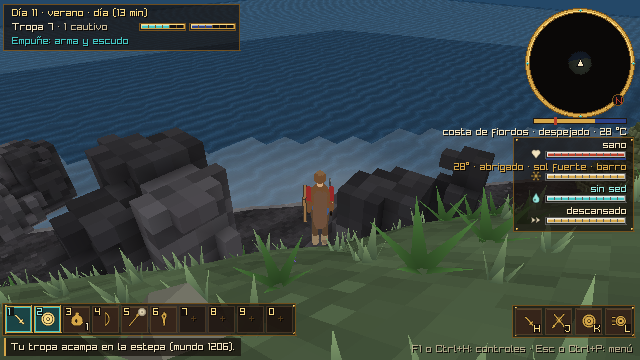 Día 11 · verano · día (13 min)
Tropa 7 · 1 cautivo
Empuñe: arma y escudo
N
costa de fiordos · despejado · 28 °C
sano
28° · abrigado · sol fuerte · barro
sin sed
descansado
1 2 3 4 5 6 7 8 9 0
1
H J K L
Tu tropa acampa en la estepa (mundo 1206).
F1 o Ctrl+H: controles · Esc o Ctrl+P: menú